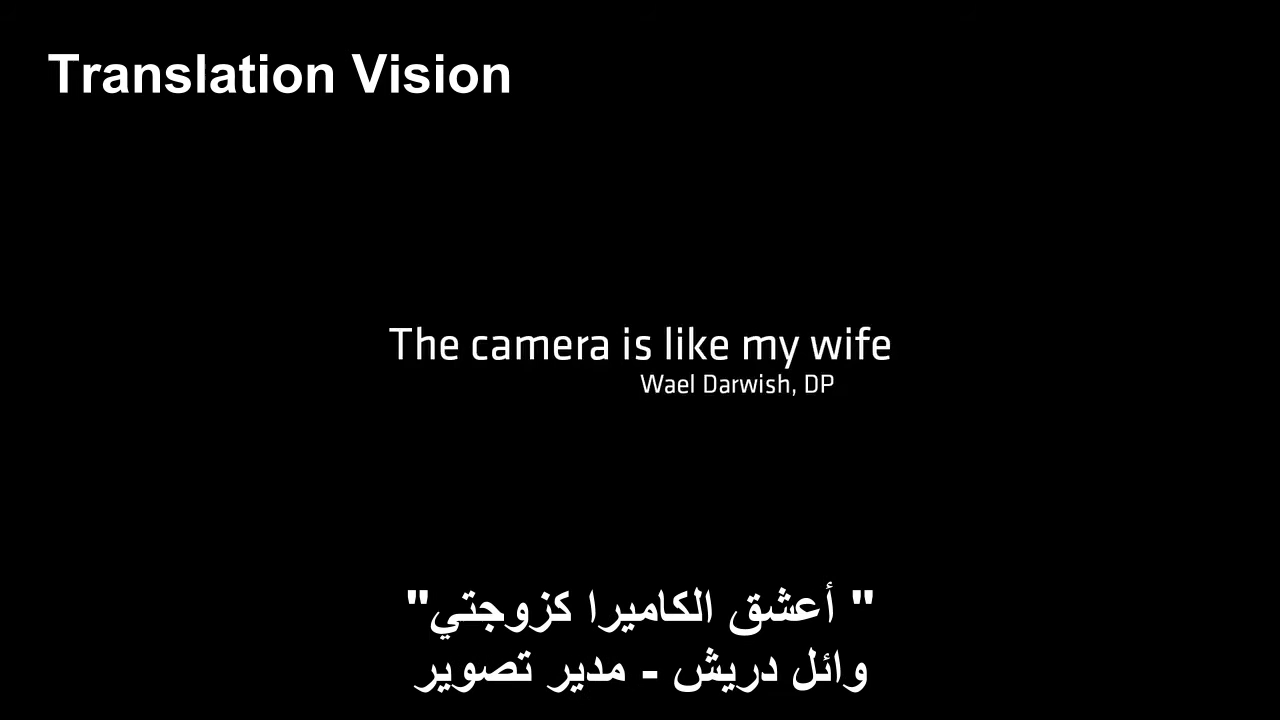 Translation Vision
The camera is like my wife
Wael Darwish, DP
" أعشق الكاميرا كزوجتي"
وائل دريش - مدير تصوير